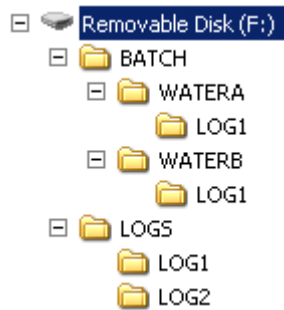 Removable Disk (F:)
BATCH
WATERA
LOG1
WATERB
LOG1
LOGS
LOG1
LOG2